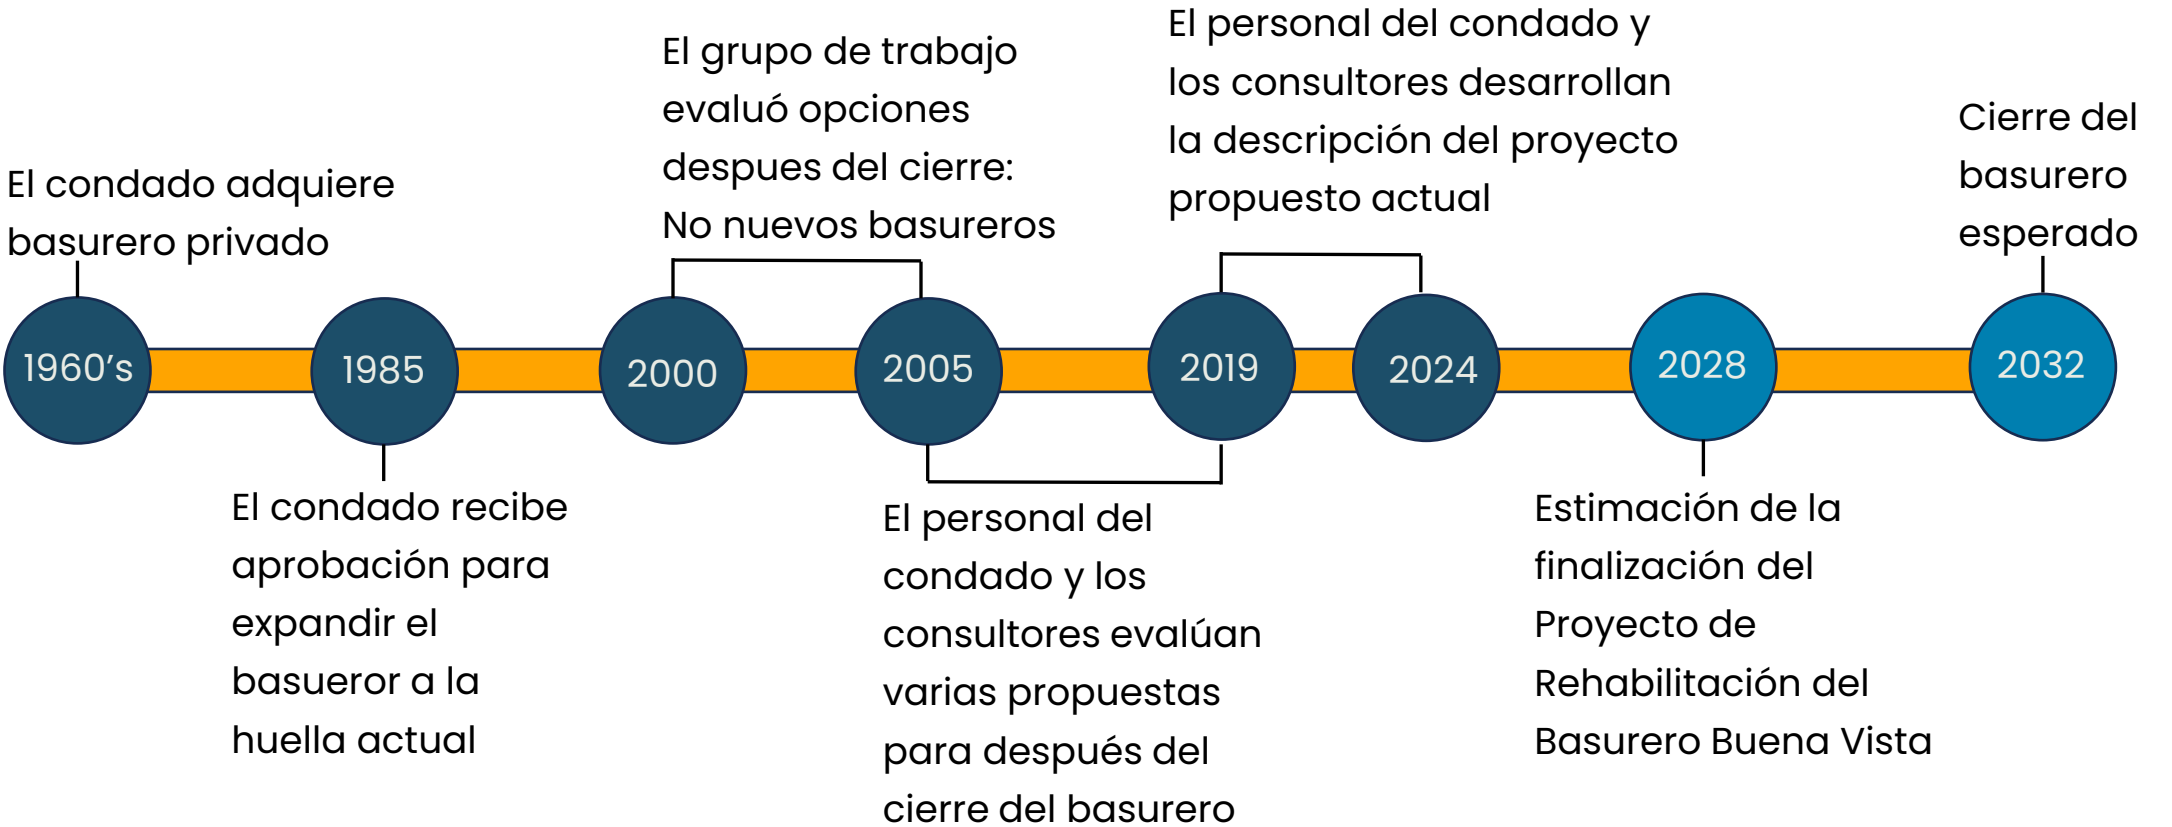 El condado adquiere
basurero privado
El grupo de trabajo
evaluó opciones
despues del cierre:
No nuevos basureros
El personal del condado y
los consultores desarrollan
la descripción del proyecto
propuesto actual
Cierre del
basurero
esperado
1960's
1985
2000
2005
2019
2024
2028
2032
El condado recibe
aprobación para
expandir el
basueror a la
huella actual
El personal del
condado y los
consultores evalúan
varias propuestas
para después del
cierre del basurero
Estimación de la
finalización del
Proyecto de
Rehabilitación del
Basurero Buena Vista